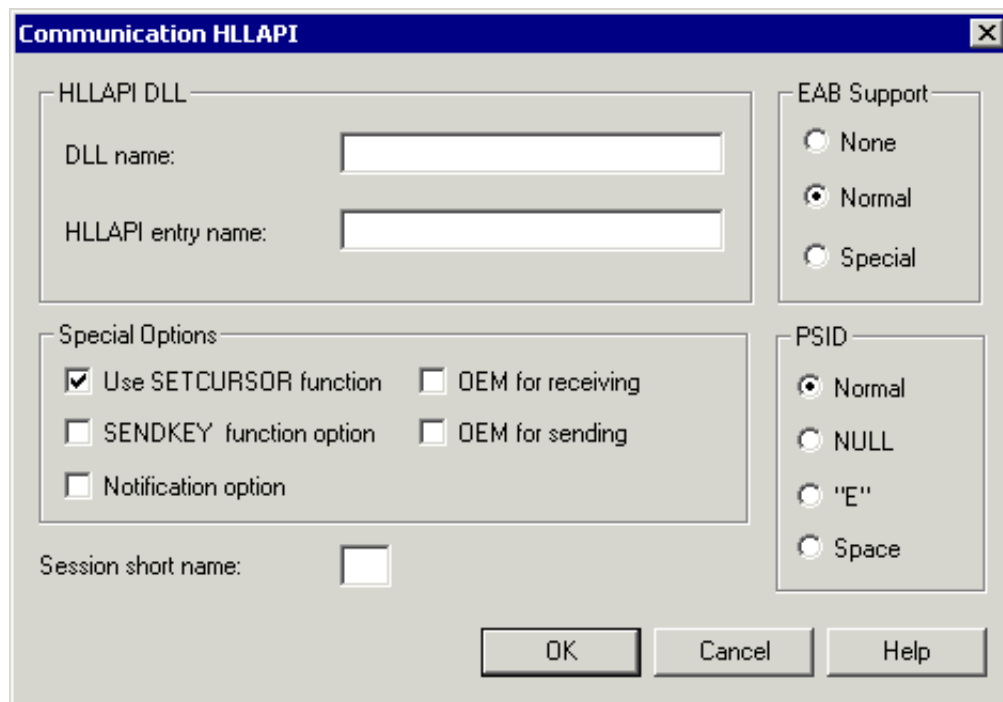 Communication HLLAPI
HLLAPI DLL
DLL name:
HLLAPI entry name:
EAB Support
None
Normal
Special
Special Options
Use SETCURSOR function
OEM for receiving
SENDKEY function option
OEM for sending
Notification option
PSID
Normal
NULL
"E"
Space
Session short name:
OK
Cancel
Help